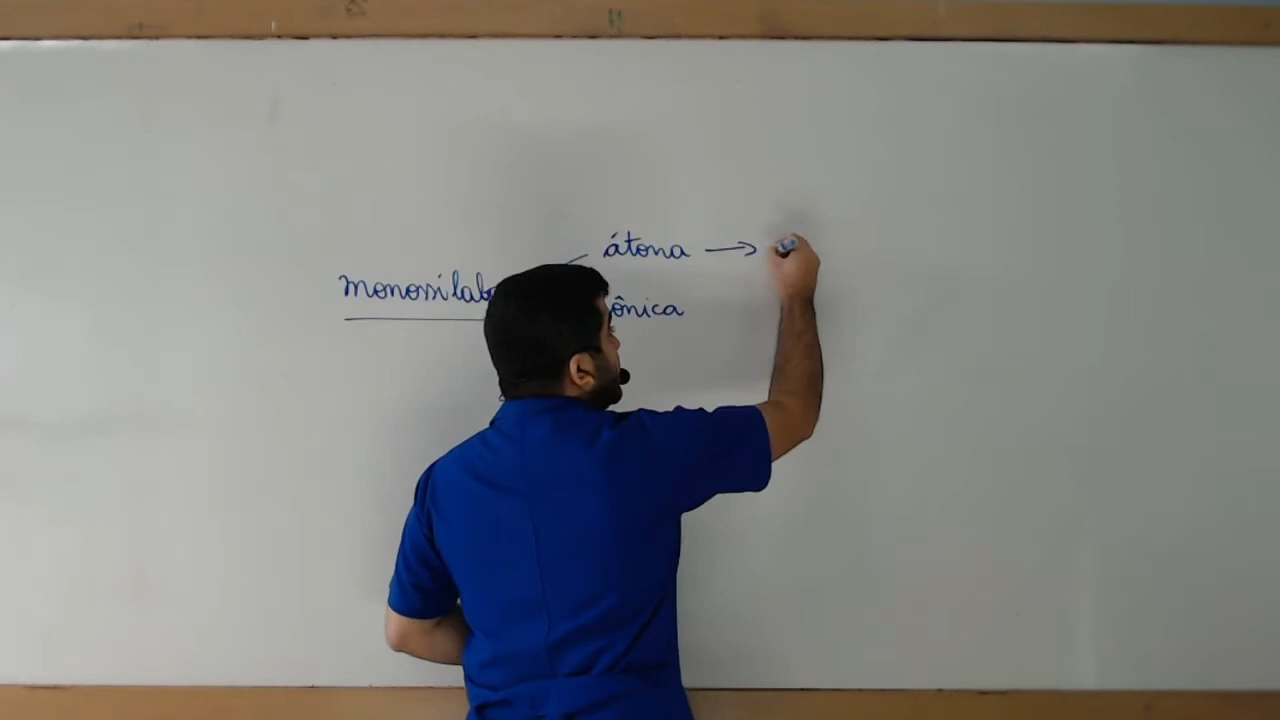 átona →
monossilab
ônica